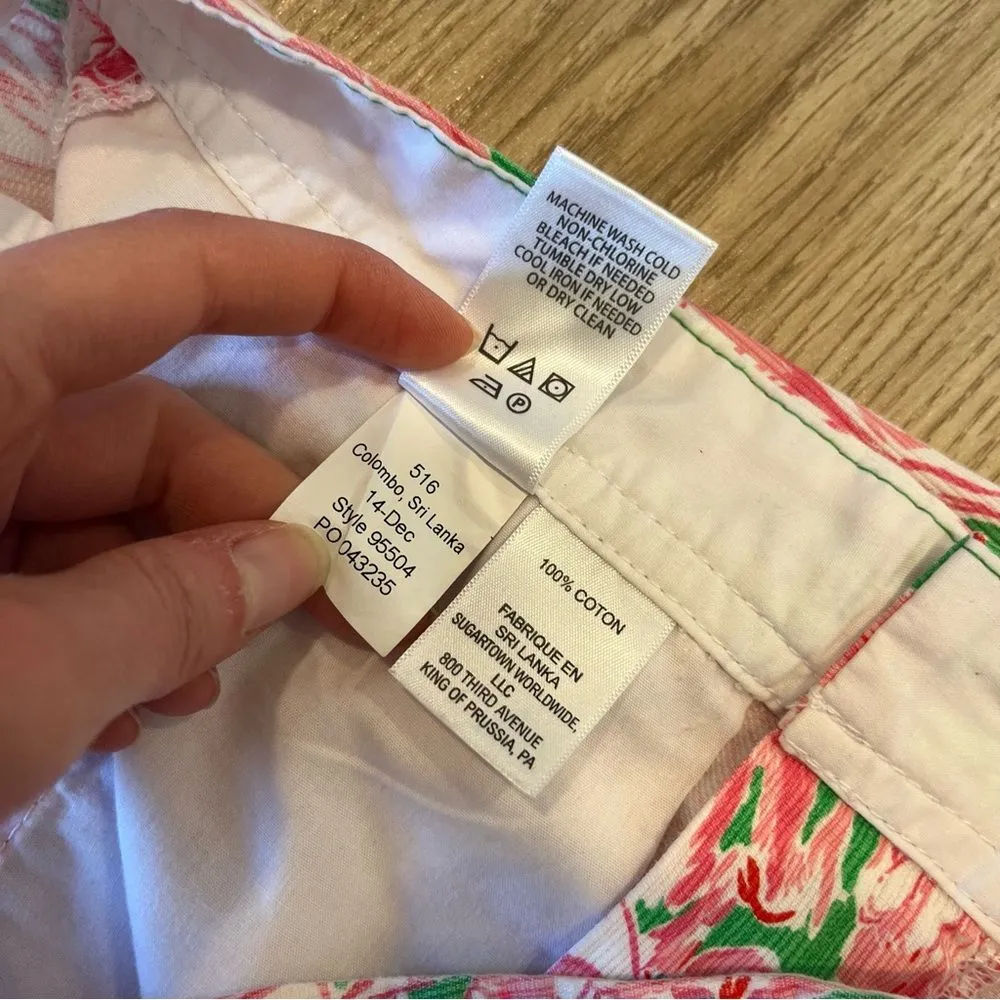 MACHINE WASH COLD
NON-CHLORINE
BLEACH IF NEEDED
TUMBLE DRY LOW
COOL IRON IF NEEDED
OR DRY CLEAN
P
516
Colombo, Sri Lanka
14-Dec
Style 95504
PO 043235
100% COTON
FABRIQUE EN
SRI LANKA
SUGARTOWN WORLDWIDE,
LLC
800 THIRD AVENUE
KING OF PRUSSIA, PA